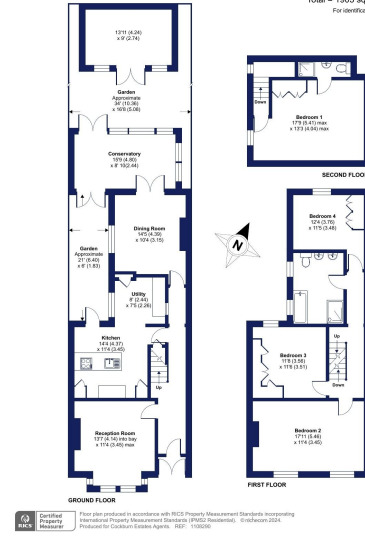 Total = 1905 sq
For identifica
13'11 (4.24)
x 9' (2.74)
Garden
Approximate
34' (10.36)
x 16'8 (5.08)
Down
Bedroom 1
17'9 (5.41) max
x 13'3 (4.04) max
SECOND FLOO
Conservatory
15'9 (4.80)
x 8' 10(2.44)
Bedroom 4
12'4 (3.76)
x 11'5 (3.48)
Dining Room
14'5 (4.39)
x 10'4 (3.15)
N
Garden
Approximate
21' (6.40)
x 6' (1.83)
Utility
8' (2.44)
x 7'5 (2.26)
Kitchen
14'4 (4.37)
x 11'4 (3.45)
Up
Up
Bedroom 3
11'8 (3.56)
x 11'6 (3.51)
Down
Reception Room
13'7 (4.14) into bay
x 11'4 (3.45) max
Bedroom 2
17'11 (5.46)
x 11'4 (3.45)
GROUND FLOOR
FIRST FLOOR
RICS
Certified
Property
Measurer
Floor plan produced in accordance with RICS Property Measurement Standards incorporating
International Property Measurement Standards (IPMS2 Residential). ©nichecom 2024.
Produced for Cockburn Estates Agents. REF: 1108290